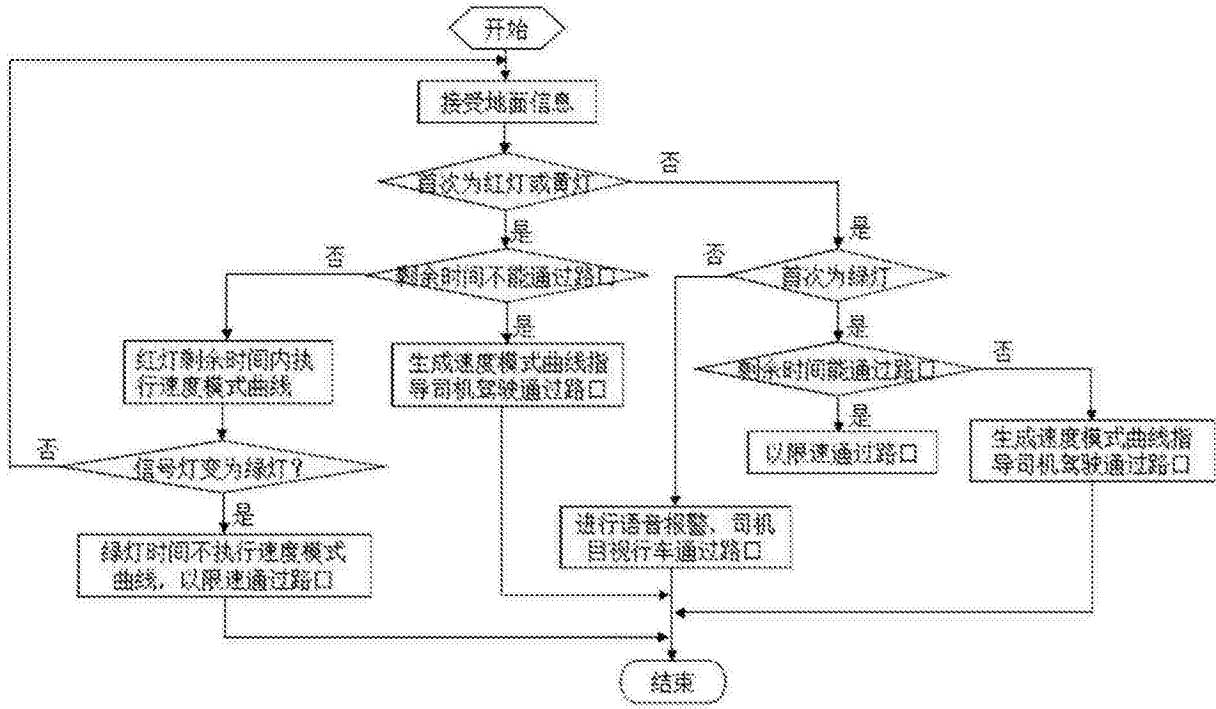 开始
接受地面信息
否
首次为红灯或黄灯
是
是
否
剩余时间不能通过路口
否
首次为绿灯
是
是
红灯剩余时间内执
行速度模式曲线
生成速度模式曲线指
导司机驾驶通过路口
剩余时间能通过路口
否
是
否
信号灯变为绿灯？
以限速通过路口
生成速度模式曲线指
导司机驾驶通过路口
是
绿灯时间不执行速度模式
曲线，以限速通过路口
进行语音报警、司机
目视行车通过路口
结束